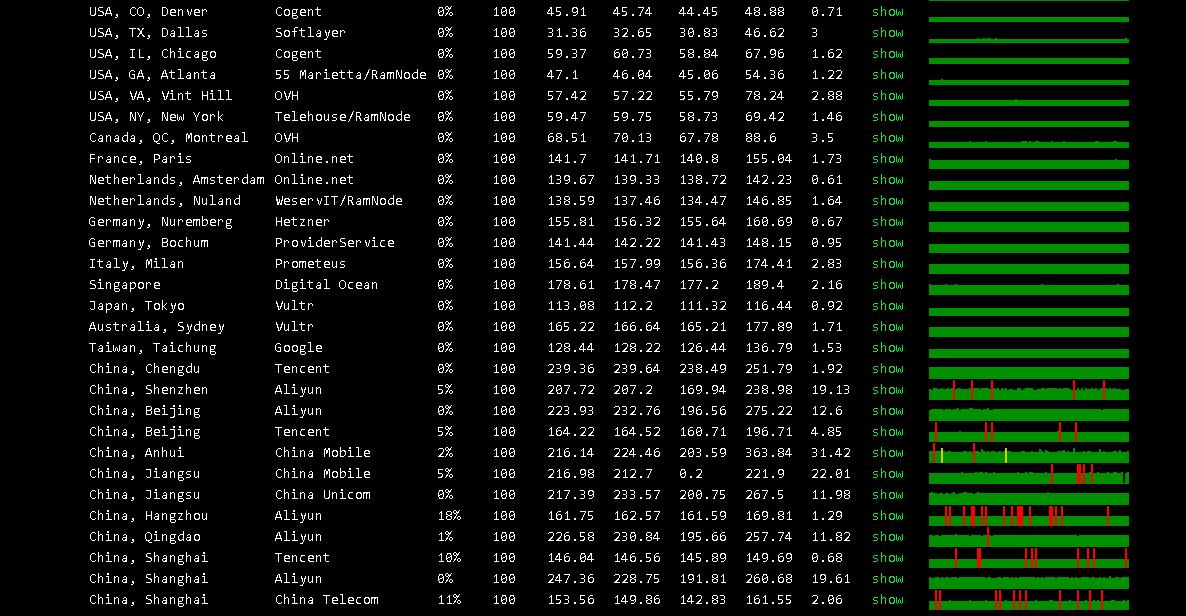 USA, CO, Denver Cogent 0% 100 45.91 45.74 44.45 48.88 0.71 show
USA, TX, Dallas Softlayer 0% 100 31.36 32.65 30.83 46.62 3 show
USA, IL, Chicago Cogent 0% 100 59.37 60.73 58.84 67.96 1.62 show
USA, GA, Atlanta 55 Marietta/RamNode 0% 100 47.1 46.04 45.06 54.36 1.22 show
USA, VA, Vint Hill OVH 0% 100 57.42 57.22 55.79 78.24 2.88 show
USA, NY, New York Telehouse/RamNode 0% 100 59.47 59.75 58.73 69.42 1.46 show
Canada, QC, Montreal OVH 0% 100 68.51 70.13 67.78 88.6 3.5 show
France, Paris Online.net 0% 100 141.7 141.71 140.8 155.04 1.73 show
Netherlands, Amsterdam Online.net 0% 100 139.67 139.33 138.72 142.23 0.61 show
Netherlands, Nuland WeservIT/RamNode 0% 100 138.59 137.46 134.47 146.85 1.64 show
Germany, Nuremberg Hetzner 0% 100 155.81 156.32 155.64 160.69 0.67 show
Germany, Bochum ProviderService 0% 100 141.44 142.22 141.43 148.15 0.95 show
Italy, Milan Prometeus 0% 100 156.64 157.99 156.36 174.41 2.83 show
Singapore Digital Ocean 0% 100 178.61 178.47 177.2 189.4 2.16 show
Japan, Tokyo Vultr 0% 100 113.08 112.2 111.32 116.44 0.92 show
Australia, Sydney Vultr 0% 100 165.22 166.64 165.21 177.89 1.71 show
Taiwan, Taichung Google 0% 100 128.44 128.22 126.44 136.79 1.53 show
China, Chengdu Tencent 0% 100 239.36 239.64 238.49 251.79 1.92 show
China, Shenzhen Aliyun 5% 100 207.72 207.2 169.94 238.98 19.13 show
China, Beijing Aliyun 0% 100 223.93 232.76 196.56 275.22 12.6 show
China, Beijing Tencent 5% 100 164.22 164.52 160.71 196.71 4.85 show
China, Anhui China Mobile 2% 100 216.14 224.46 203.59 363.84 31.42 show
China, Jiangsu China Mobile 5% 100 216.98 212.7 0.2 221.9 22.01 show
China, Jiangsu China Unicom 0% 100 217.39 233.57 200.75 267.5 11.98 show
China, Hangzhou Aliyun 18% 100 161.75 162.57 161.59 169.81 1.29 show
China, Qingdao Aliyun 1% 100 226.58 230.84 195.66 257.74 11.82 show
China, Shanghai Tencent 10% 100 146.04 146.56 145.89 149.69 0.68 show
China, Shanghai Aliyun 0% 100 247.36 228.75 191.81 260.68 19.61 show
China, Shanghai China Telecom 11% 100 153.56 149.86 142.83 161.55 2.06 show